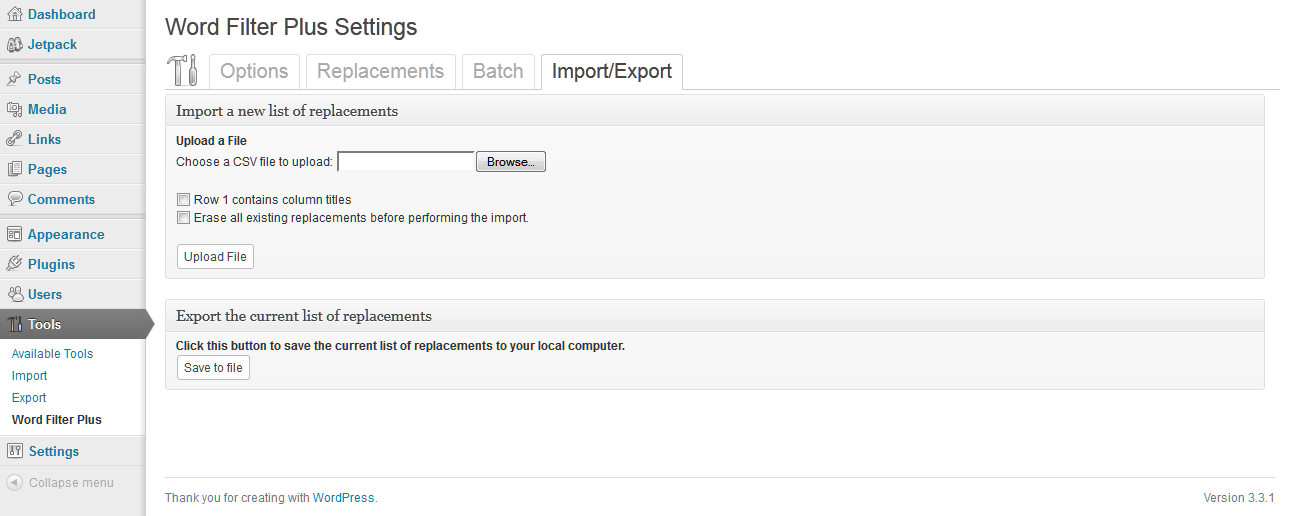 Dashboard
Jetpack
Posts
Media
Links
Pages
Comments
Appearance
Plugins
Users
Tools
Available Tools
Import
Export
Word Filter Plus
Settings
Collapse menu
Word Filter Plus Settings
Options Replacements Batch Import/Export
Import a new list of replacements
Upload a File
Choose a CSV file to upload: Browse...
Row 1 contains column titles
Erase all existing replacements before performing the import.
Upload File
Export the current list of replacements
Click this button to save the current list of replacements to your local computer.
Save to file
Thank you for creating with WordPress. Version 3.3.1